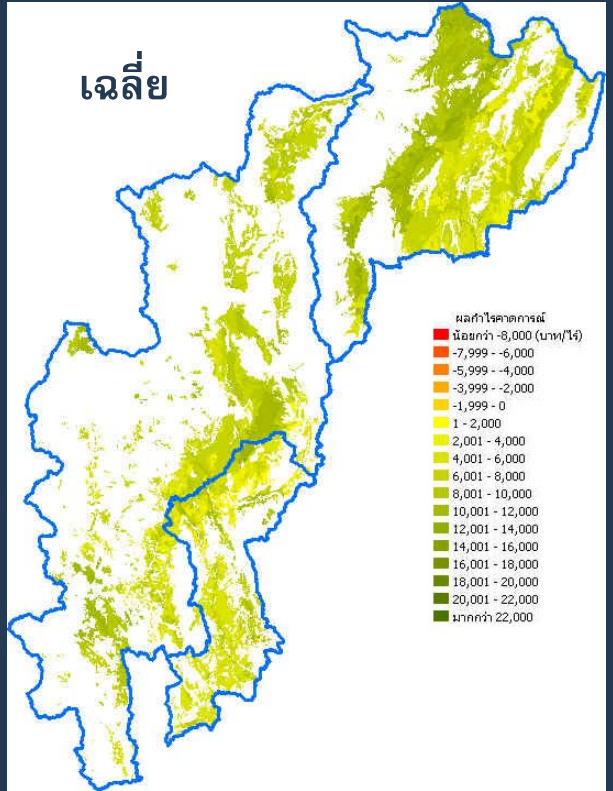 เฉลี่ย
ผลกำไรคาดการณ์
น้อยกว่า -8,000 (บาท/ไร่)
-7,999 - -6,000
-5,999 - -4,000
-3,999 - -2,000
-1,999 - 0
1 - 2,000
2,001 - 4,000
4,001 - 6,000
6,001 - 8,000
8,001 - 10,000
10,001 - 12,000
12,001 - 14,000
14,001 - 16,000
16,001 - 18,000
18,001 - 20,000
20,001 - 22,000
มากกว่า 22,000